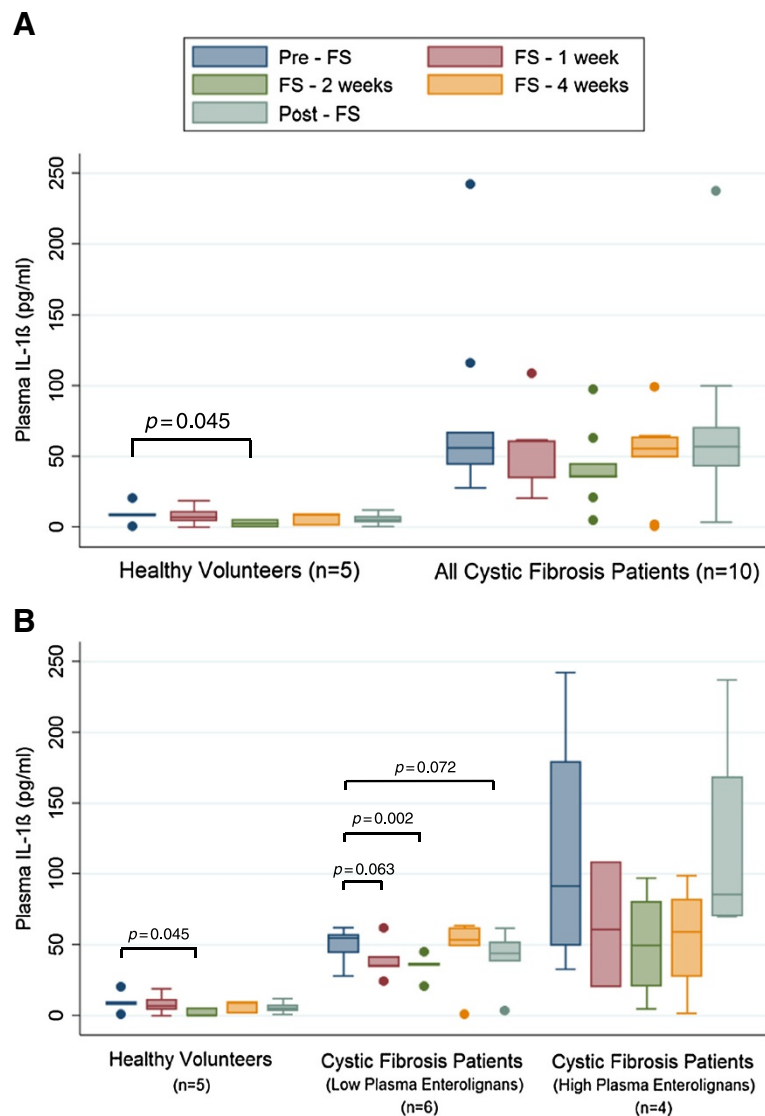 A
Pre - FS
FS - 1 week
FS - 2 weeks
FS - 4 weeks
Post - FS
Plasma IL-1ß (pg/ml)
250
200
150
100
50
0
p=0.045
Healthy Volunteers (n=5)
All Cystic Fibrosis Patients (n=10)
B
Plasma IL-1ß (pg/ml)
250
200
150
100
50
0
p=0.072
p=0.002
p=0.063
p=0.045
Healthy Volunteers
(n=5)
Cystic Fibrosis Patients
(Low Plasma Enterolignans)
(n=6)
Cystic Fibrosis Patients
(High Plasma Enterolignans)
(n=4)